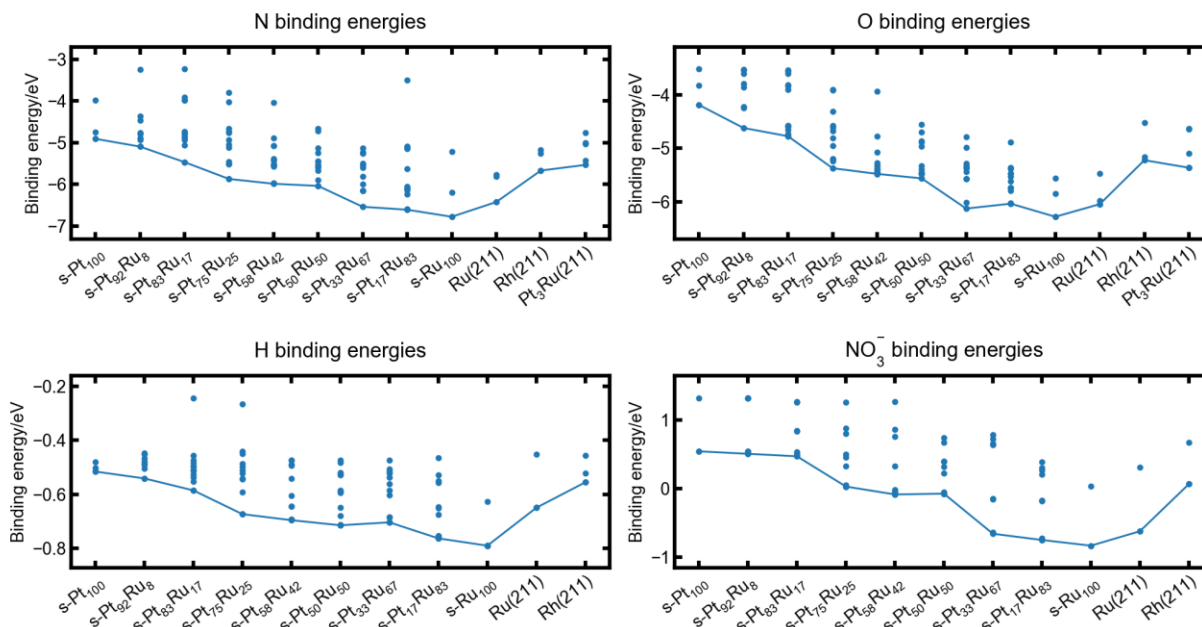 N binding energies
Binding energy/eV
−3
−4
−5
−6
−7
s-Pt₁₀₀
s-Pt₉₂Ru₈
s-Pt₈₃Ru₁₇
s-Pt₇₅Ru₂₅
s-Pt₅₈Ru₄₂
s-Pt₅₀Ru₅₀
s-Pt₃₃Ru₆₇
s-Pt₁₇Ru₈₃
s-Ru₁₀₀
Ru(211)
Rh(211)
Pt₃Ru(211)
O binding energies
Binding energy/eV
−4
−5
−6
s-Pt₁₀₀
s-Pt₉₂Ru₈
s-Pt₈₃Ru₁₇
s-Pt₇₅Ru₂₅
s-Pt₅₈Ru₄₂
s-Pt₅₀Ru₅₀
s-Pt₃₃Ru₆₇
s-Pt₁₇Ru₈₃
s-Ru₁₀₀
Ru(211)
Rh(211)
Pt₃Ru(211)
H binding energies
Binding energy/eV
−0.2
−0.4
−0.6
−0.8
s-Pt₁₀₀
s-Pt₉₂Ru₈
s-Pt₈₃Ru₁₇
s-Pt₇₅Ru₂₅
s-Pt₅₈Ru₄₂
s-Pt₅₀Ru₅₀
s-Pt₃₃Ru₆₇
s-Pt₁₇Ru₈₃
s-Ru₁₀₀
Ru(211)
Rh(211)
NO₃⁻ binding energies
Binding energy/eV
1
0
−1
s-Pt₁₀₀
s-Pt₉₂Ru₈
s-Pt₈₃Ru₁₇
s-Pt₇₅Ru₂₅
s-Pt₅₈Ru₄₂
s-Pt₅₀Ru₅₀
s-Pt₃₃Ru₆₇
s-Pt₁₇Ru₈₃
s-Ru₁₀₀
Ru(211)
Rh(211)